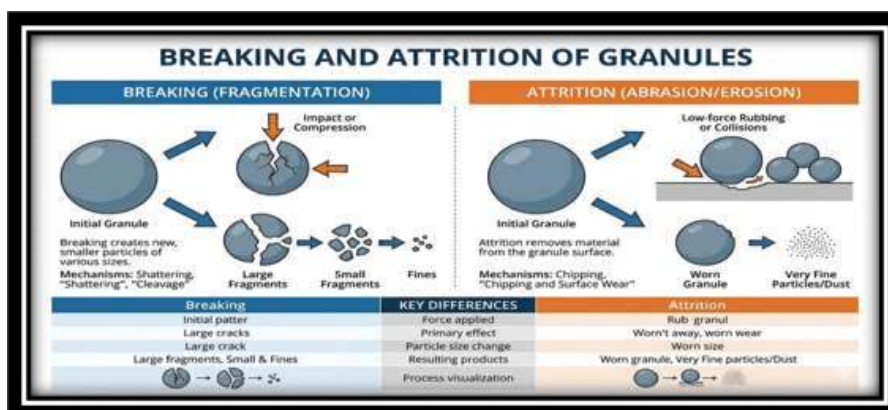 BREAKING AND ATTRITION OF GRANULES
BREAKING (FRAGMENTATION)
Impact or
Compression
Initial Granule
Breaking creates new,
smaller particles of
various sizes.
Mechanisms: Shattering,
"Shattering", "Cleavage"
Large
Fragments
Small
Fragments
Fines
ATTRITION (ABRASION/EROSION)
Low-force Rubbing
or Collisions
Initial Granule
Attrition removes material
from the granule surface.
Mechanisms: Chipping,
"Chipping and Surface Wear"
Worn
Granule
Very Fine
Particles/Dust
Breaking KEY DIFFERENCES Attrition
Initial patter Force applied Rub granul
Large cracks Primary effect Worn't away, worn wear
Large crack Particle size change Worn size
Large fragments, Small & Fines Resulting products Worn granule, Very Fine particles/Dust
Process visualization